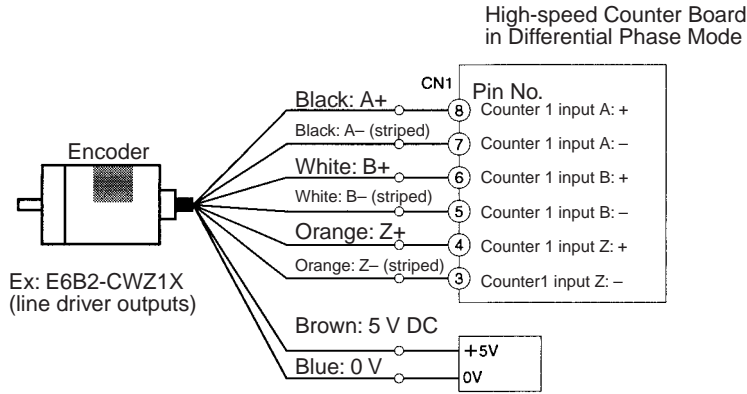 High-speed Counter Board
in Differential Phase Mode
CN1
Pin No.
Black: A+
8
Counter 1 input A: +
Black: A– (striped)
7
Counter 1 input A: –
Encoder
White: B+
6
Counter 1 input B: +
White: B– (striped)
5
Counter 1 input B: –
Orange: Z+
4
Counter 1 input Z: +
Orange: Z– (striped)
3
Counter1 input Z: –
Ex: E6B2-CWZ1X
(line driver outputs)
Brown: 5 V DC
+5V
Blue: 0 V
0V